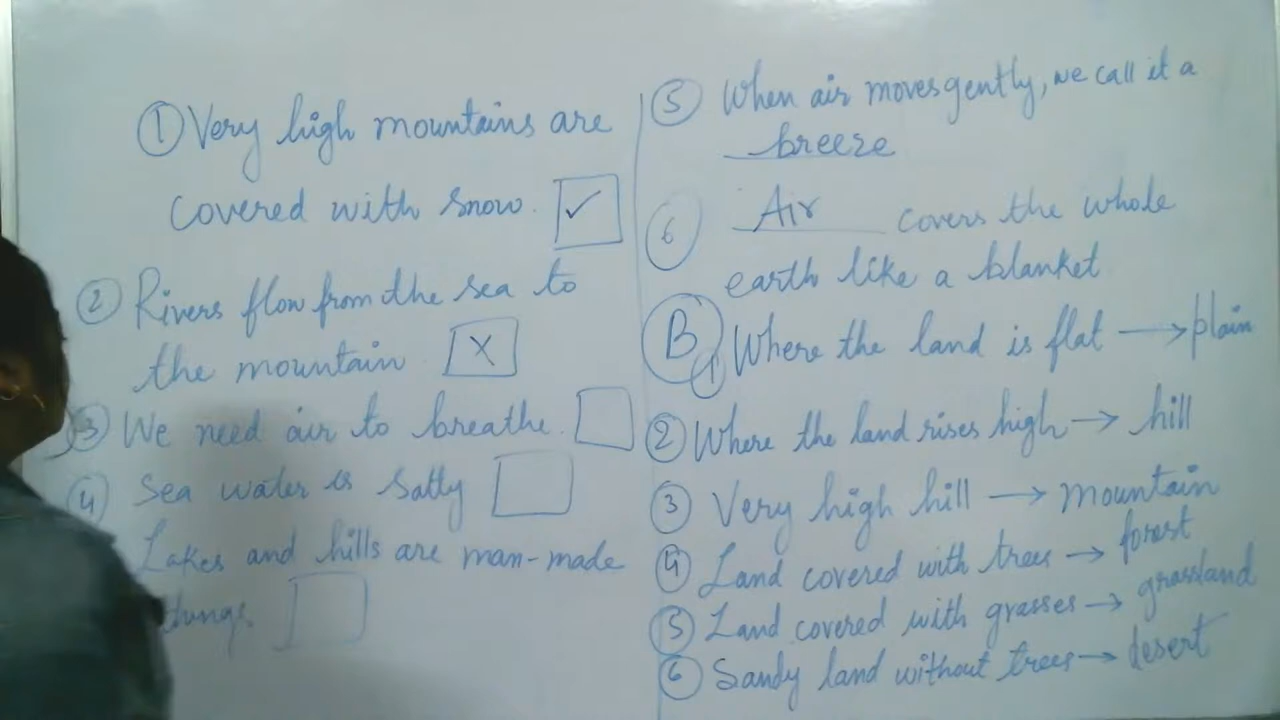 ① Very high mountains are
covered with snow. ✓
② Rivers flow from the sea to
the mountain X
③ We need air to breathe.
④ Sea water is Salty
Lakes and hills are man-made
things.
⑤ When air moves gently, we call it a
breeze
⑥ Air covers the whole
earth like a blanket
B ① Where the land is flat → plain
② Where the land rises high → hill
③ Very high hill → mountain
④ Land covered with trees → forest
⑤ Land covered with grasses → grassland
⑥ Sandy land without trees → desert